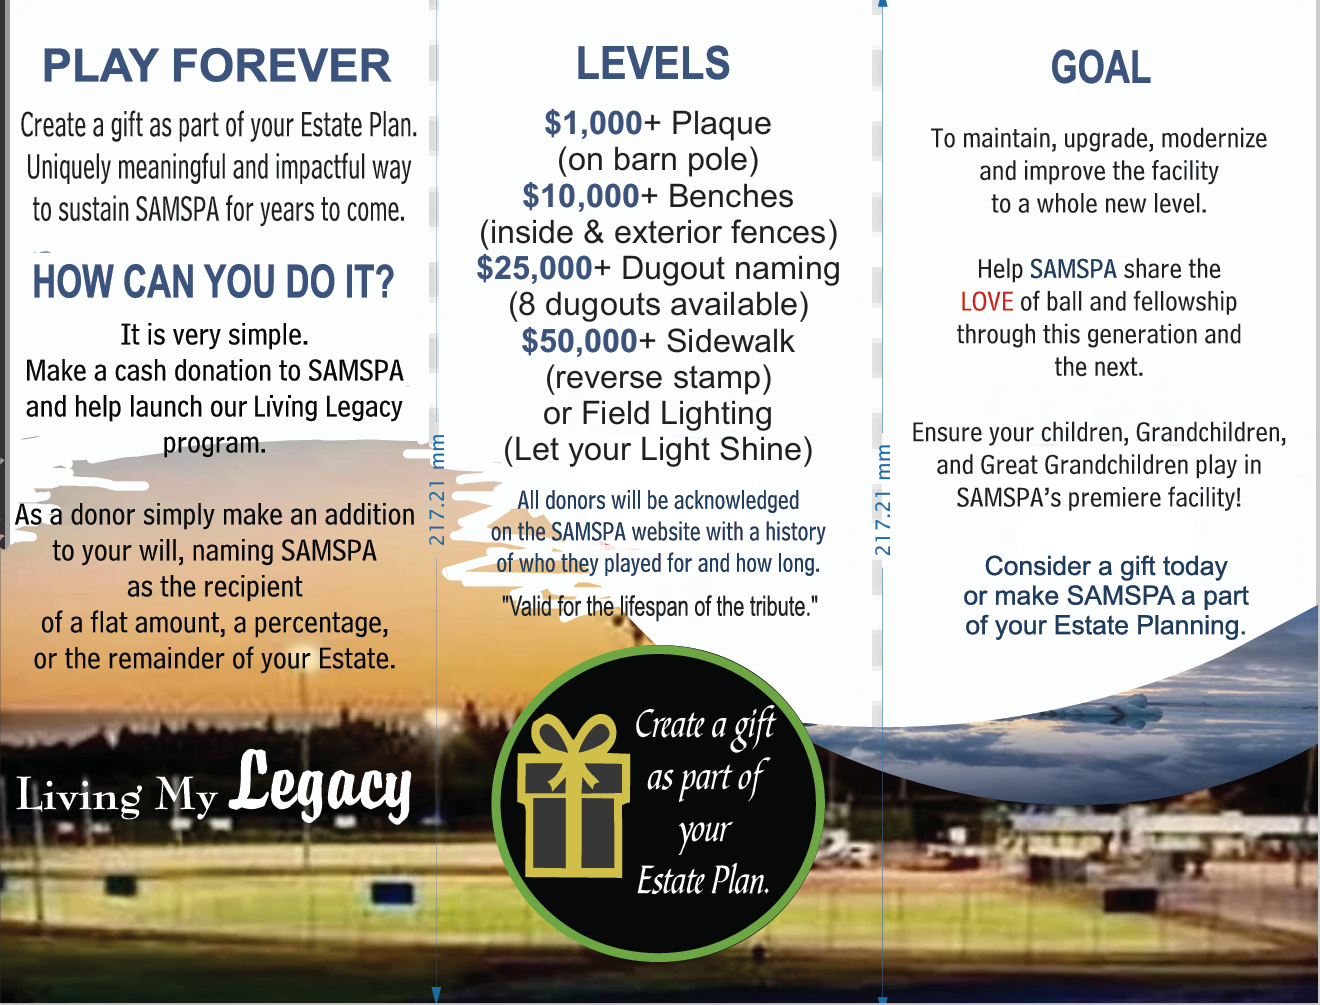 PLAY FOREVER
Create a gift as part of your Estate Plan.
Uniquely meaningful and impactful way
to sustain SAMSPA for years to come.
HOW CAN YOU DO IT?
It is very simple.
Make a cash donation to SAMSPA
and help launch our Living Legacy
program.
As a donor simply make an addition
to your will, naming SAMSPA
as the recipient
of a flat amount, a percentage,
or the remainder of your Estate.
Living My Legacy
217.21 mm
LEVELS
$1,000+ Plaque
(on barn pole)
$10,000+ Benches
(inside & exterior fences)
$25,000+ Dugout naming
(8 dugouts available)
$50,000+ Sidewalk
(reverse stamp)
or Field Lighting
(Let your Light Shine)
All donors will be acknowledged
on the SAMSPA website with a history
of who they played for and how long.
"Valid for the lifespan of the tribute."
Create a gift
as part of
your
Estate Plan.
217.21 mm
GOAL
To maintain, upgrade, modernize
and improve the facility
to a whole new level.
Help SAMSPA share the
LOVE of ball and fellowship
through this generation and
the next.
Ensure your children, Grandchildren,
and Great Grandchildren play in
SAMSPA's premiere facility!
Consider a gift today
or make SAMSPA a part
of your Estate Planning.